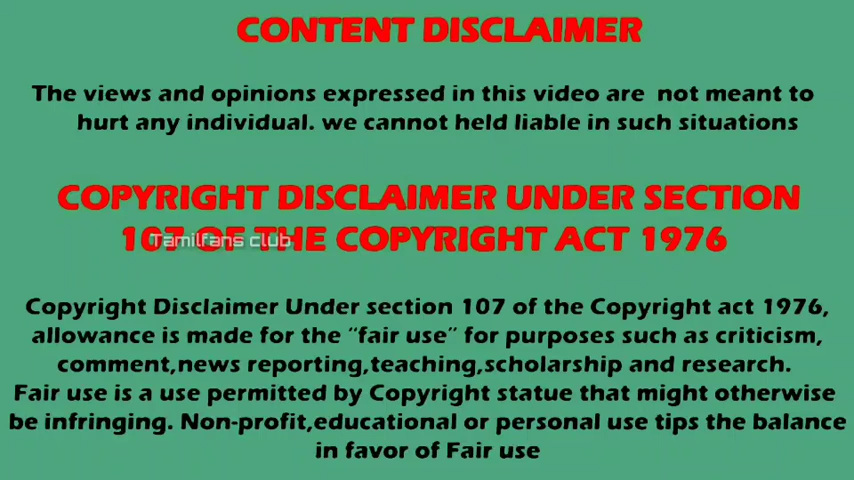 CONTENT DISCLAIMER
The views and opinions expressed in this video are not meant to
hurt any individual. we cannot held liable in such situations
COPYRIGHT DISCLAIMER UNDER SECTION
107 OF THE COPYRIGHT ACT 1976
Tamilfans club
Copyright Disclaimer Under section 107 of the Copyright act 1976,
allowance is made for the “fair use” for purposes such as criticism,
comment,news reporting,teaching,scholarship and research.
Fair use is a use permitted by Copyright statue that might otherwise
be infringing. Non-profit,educational or personal use tips the balance
in favor of Fair use